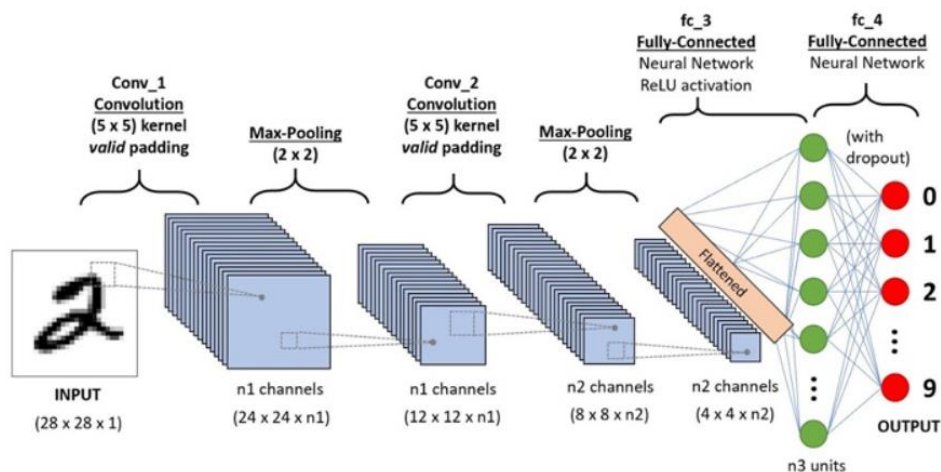 fc_3
Fully-Connected
Neural Network
ReLU activation
fc_4
Fully-Connected
Neural Network
Conv_1
Convolution
(5 x 5) kernel
valid padding
Max-Pooling
(2 x 2)
Conv_2
Convolution
(5 x 5) kernel
valid padding
Max-Pooling
(2 x 2)
(with
dropout)
Flattened
0
1
2
9
INPUT
(28 x 28 x 1)
n1 channels
(24 x 24 x n1)
n1 channels
(12 x 12 x n1)
n2 channels
(8 x 8 x n2)
n2 channels
(4 x 4 x n2)
OUTPUT
n3 units